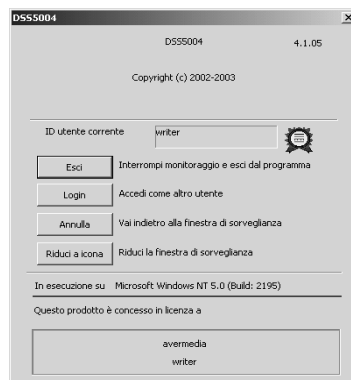 DSS5004
DSS5004 4.1.05
Copyright (c) 2002-2003
ID utente corrente writer
Esci Interrompi monitoraggio e esci dal programma
Login Accedi come altro utente
Annulla Vai indietro alla finestra di sorveglianza
Riduci a icona Riduci la finestra di sorveglianza
In esecuzione su Microsoft Windows NT 5.0 (Build: 2195)
Questo prodotto è concesso in licenza a
avermedia
writer